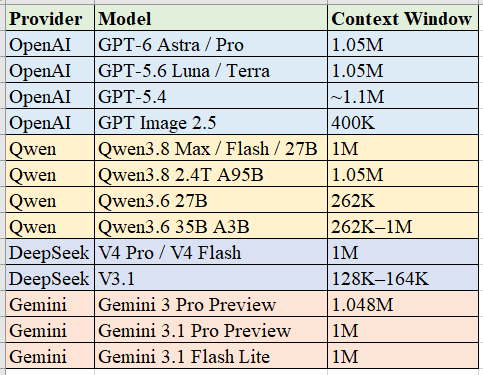 Provider Model Context Window
OpenAI GPT-6 Astra / Pro 1.05M
OpenAI GPT-5.6 Luna / Terra 1.05M
OpenAI GPT-5.4 ~1.1M
OpenAI GPT Image 2.5 400K
Qwen Qwen3.8 Max / Flash / 27B 1M
Qwen Qwen3.8 2.4T A95B 1.05M
Qwen Qwen3.6 27B 262K
Qwen Qwen3.6 35B A3B 262K–1M
DeepSeek V4 Pro / V4 Flash 1M
DeepSeek V3.1 128K–164K
Gemini Gemini 3 Pro Preview 1.048M
Gemini Gemini 3.1 Pro Preview 1M
Gemini Gemini 3.1 Flash Lite 1M